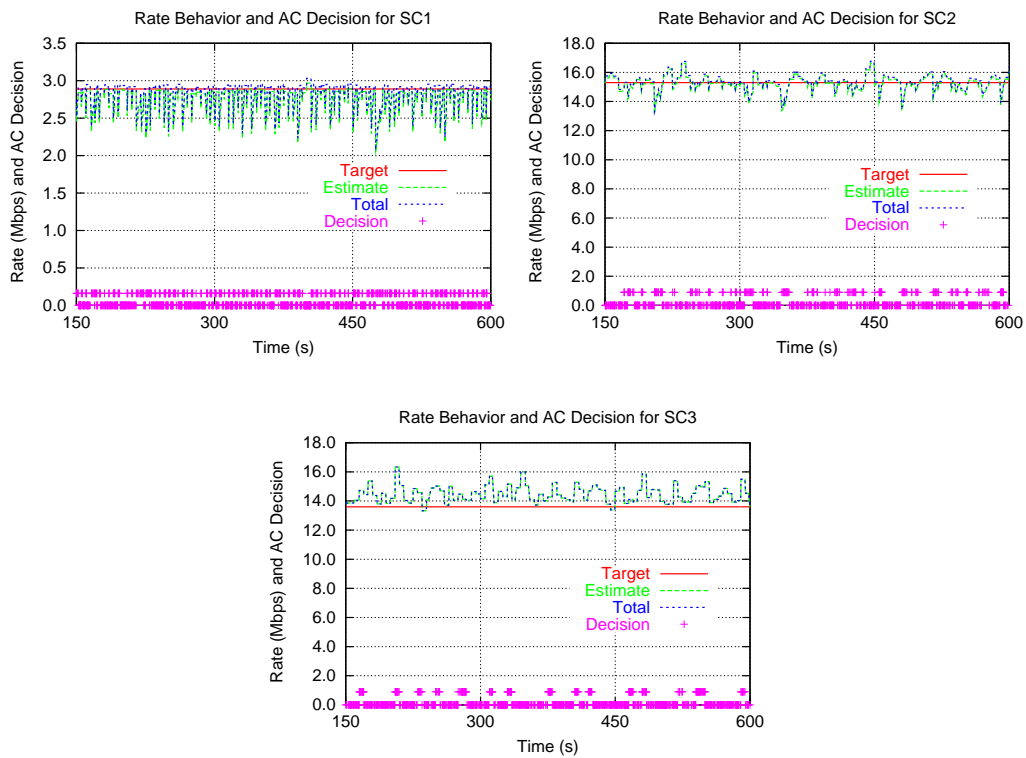 Rate Behavior and AC Decision for SC1
Rate (Mbps) and AC Decision
3.5
3.0
2.5
2.0
1.5
1.0
0.5
0.0
Target
Estimate
Total
Decision
150 300 450 600
Time (s)
Rate Behavior and AC Decision for SC2
Rate (Mbps) and AC Decision
18.0
16.0
14.0
12.0
10.0
8.0
6.0
4.0
2.0
0.0
Target
Estimate
Total
Decision
150 300 450 600
Time (s)
Rate Behavior and AC Decision for SC3
Rate (Mbps) and AC Decision
18.0
16.0
14.0
12.0
10.0
8.0
6.0
4.0
2.0
0.0
Target
Estimate
Total
Decision
150 300 450 600
Time (s)